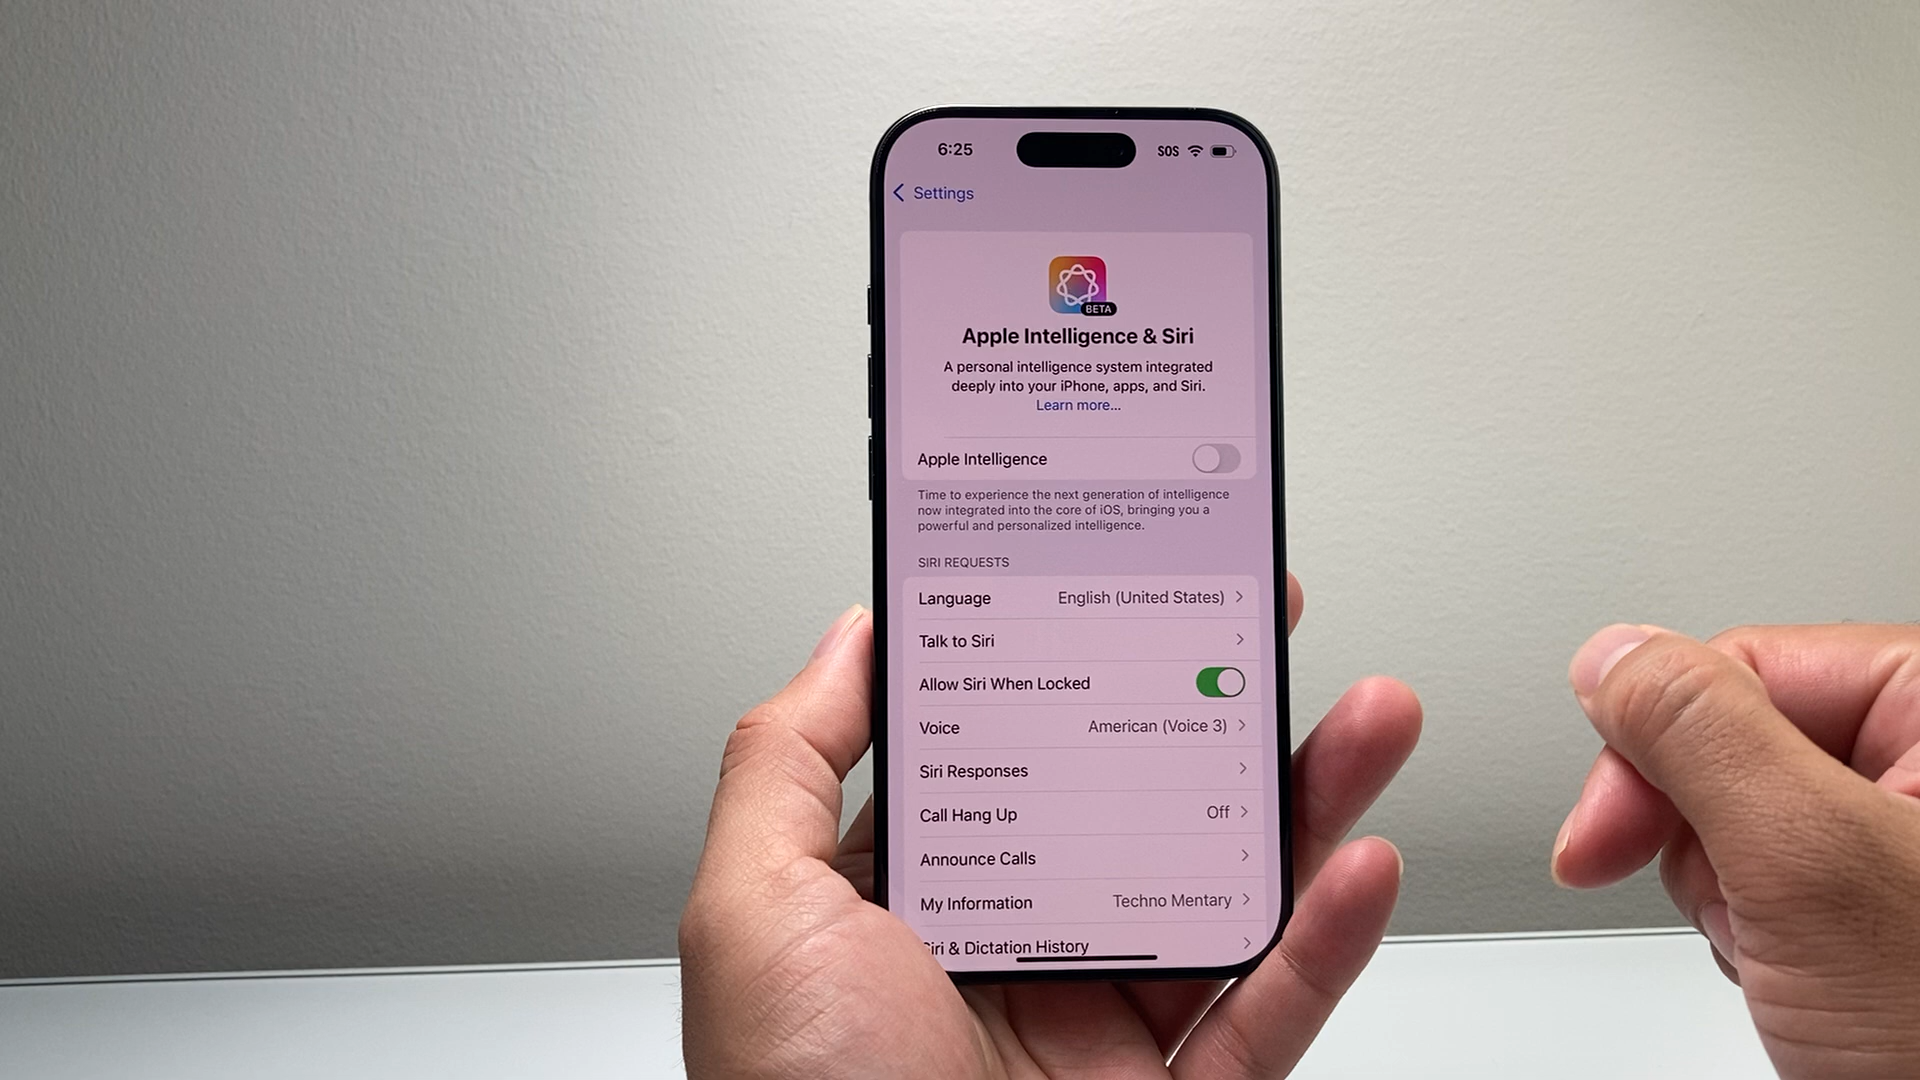 6:25
SOS
Settings
BETA
Apple Intelligence & Siri
A personal intelligence system integrated
deeply into your iPhone, apps, and Siri.
Learn more...
Apple Intelligence
Time to experience the next generation of intelligence
now integrated into the core of iOS, bringing you a
powerful and personalized intelligence.
SIRI REQUESTS
Language English (United States)
Talk to Siri
Allow Siri When Locked
Voice American (Voice 3)
Siri Responses
Call Hang Up Off
Announce Calls
My Information Techno Mentary
Siri & Dictation History